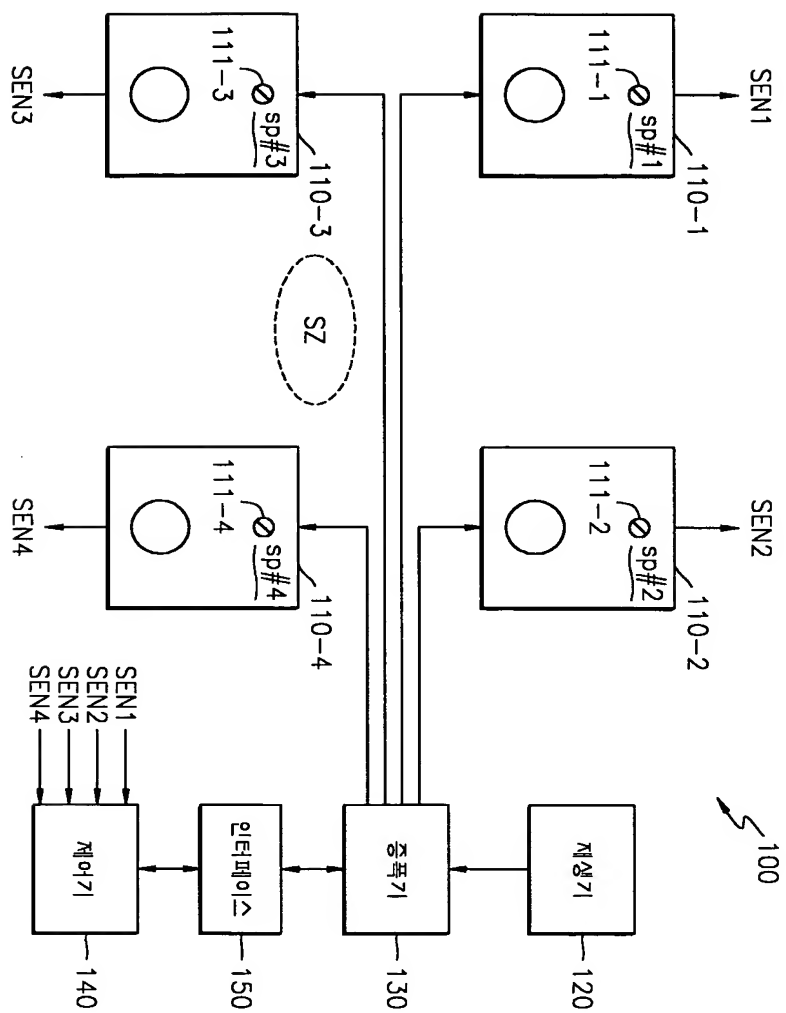 SEN1
SEN2
100
110-1
110-2
sp#1
sp#2
111-1
111-2
재생기
120
증폭기
130
110-3
110-4
SZ
sp#3
sp#4
111-3
111-4
인터페이스
150
SEN1
SEN2
SEN3
SEN4
제어기
140
SEN3
SEN4